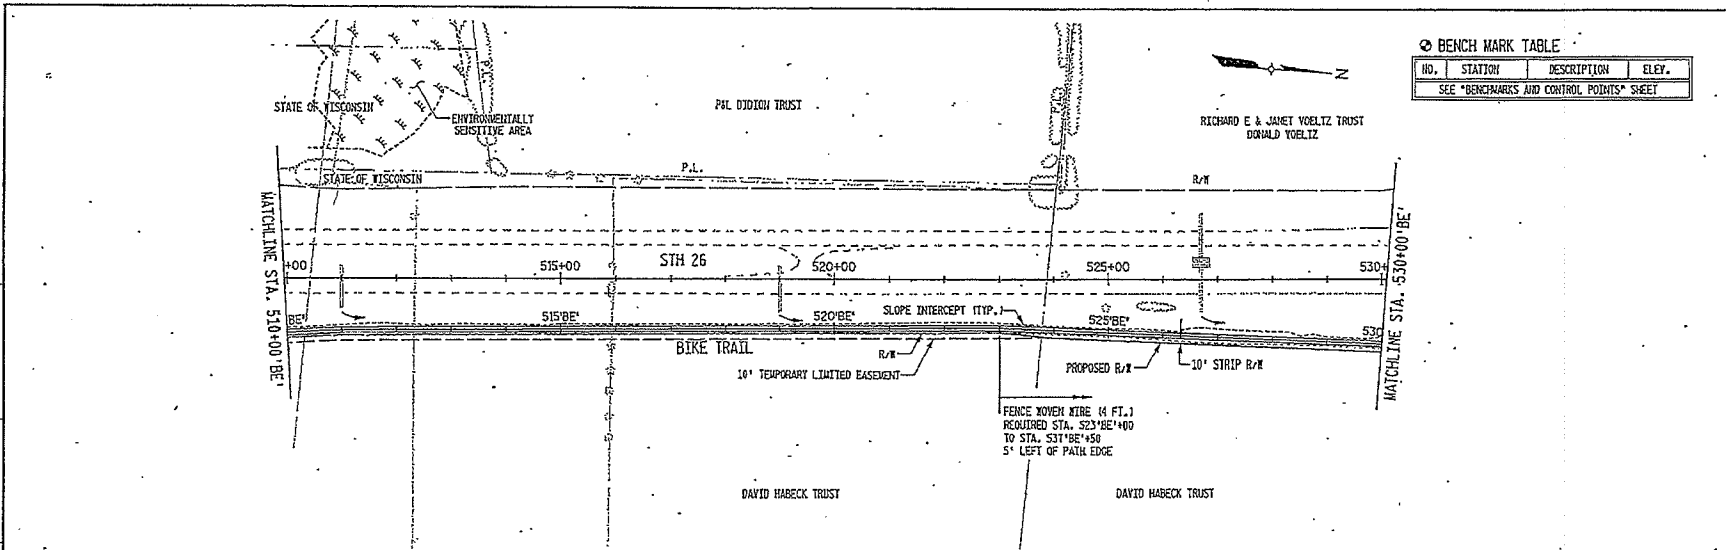 BENCH MARK TABLE
NO. STATION DESCRIPTION ELEV.
SEE "BENCHMARKS AND CONTROL POINTS" SHEET
N
STATE OF WISCONSIN
ENVIRONMENTALLY
SENSITIVE AREA
P.L.
P&L DIDION TRUST
P.L.
RICHARD E & JANET VOELTZ TRUST
DONALD VOELTZ
STATE OF WISCONSIN
P.L.
R/W
MATCHLINE STA. 510+00'BE'
MATCHLINE STA. 530+00'BE'
+00
515+00
STH 26
520+00
525+00
530+
BE'
515'BE'
520'BE'
SLOPE INTERCEPT (TYP.)
525'BE'
530
BIKE TRAIL
R/W
10' TEMPORARY LIMITED EASEMENT
PROPOSED R/W
10' STRIP R/W
FENCE WOVEN WIRE (4 FT.)
REQUIRED STA. 523'BE'+00
TO STA. 537'BE'+50
5' LEFT OF PATH EDGE
DAVID HABECK TRUST
DAVID HABECK TRUST